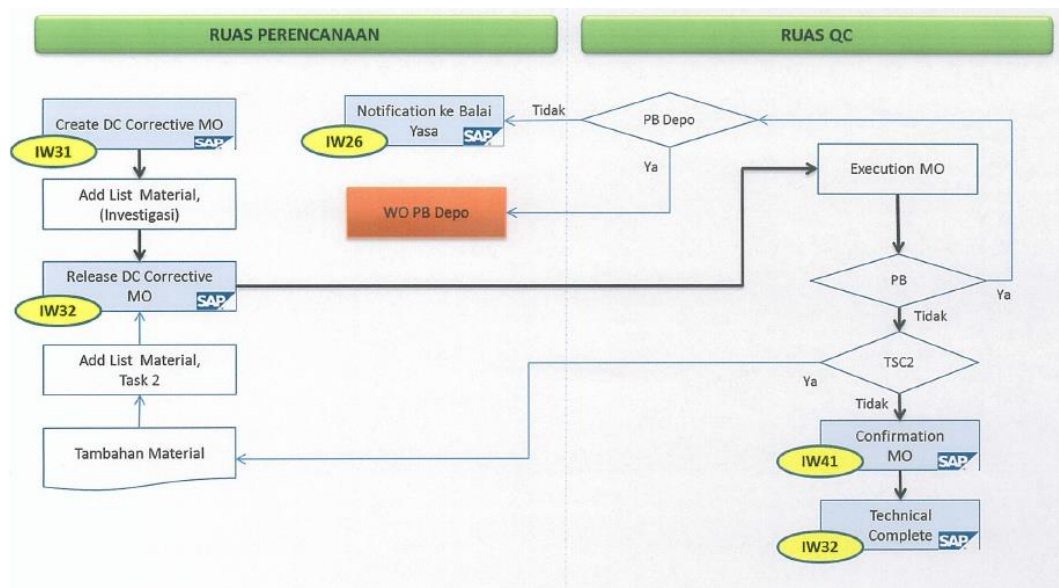 RUAS PERENCANAAN
RUAS QC
Create DC Corrective MO
SAP
IW31
Add List Material,
(Investigasi)
Release DC Corrective
MO
SAP
IW32
Add List Material,
Task 2
Tambahan Material
Notification ke Balai
Yasa
SAP
IW26
Tidak
PB Depo
Ya
WO PB Depo
Execution MO
PB
Ya
Tidak
TSC2
Ya
Tidak
Confirmation
MO
SAP
IW41
Technical
Complete
SAP
IW32